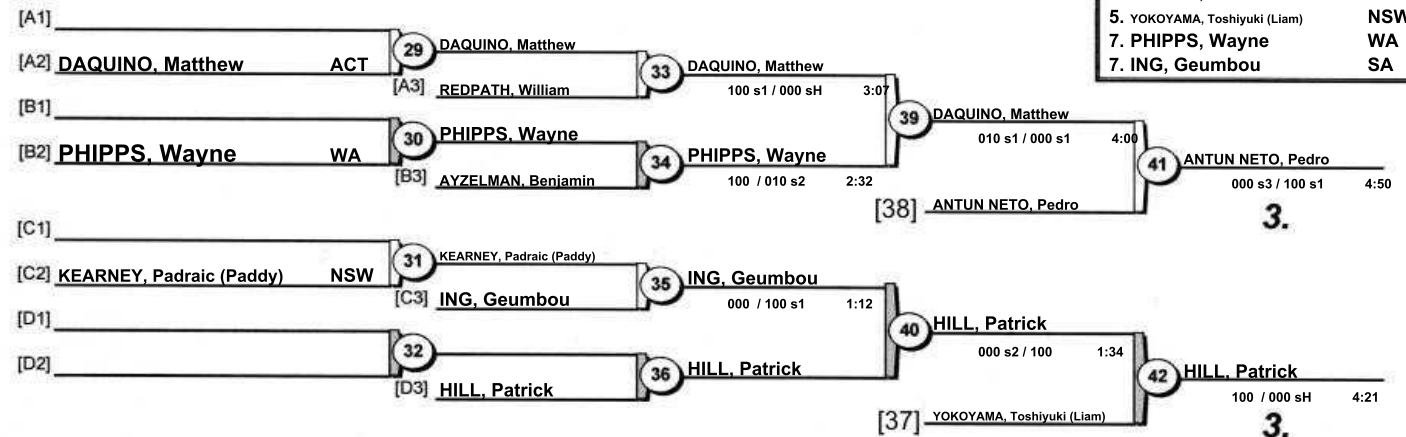 [A1]
[A2] DAQUINO, Matthew ACT
29
DAQUINO, Matthew
[A3] REDPATH, William
33
DAQUINO, Matthew
100 s1 / 000 sH 3:07
[B1]
[B2] PHIPPS, Wayne WA
30
PHIPPS, Wayne
[B3] AYZELMAN, Benjamin
34
PHIPPS, Wayne
100 / 010 s2 2:32
39
DAQUINO, Matthew
010 s1 / 000 s1 4:00
[38] ANTUN NETO, Pedro
41
ANTUN NETO, Pedro
000 s3 / 100 s1 4:50
3.
[C1]
[C2] KEARNEY, Padraic (Paddy) NSW
31
KEARNEY, Padraic (Paddy)
[C3] ING, Geumbou
35
ING, Geumbou
000 / 100 s1 1:12
[D1]
[D2]
32
[D3] HILL, Patrick
36
HILL, Patrick
40
HILL, Patrick
000 s2 / 100 1:34
[37] YOKOYAMA, Toshiyuki (Liam)
42
HILL, Patrick
100 / 000 sH 4:21
3.
5. YOKOYAMA, Toshiyuki (Liam) NSW
7. PHIPPS, Wayne WA
7. ING, Geumbou SA